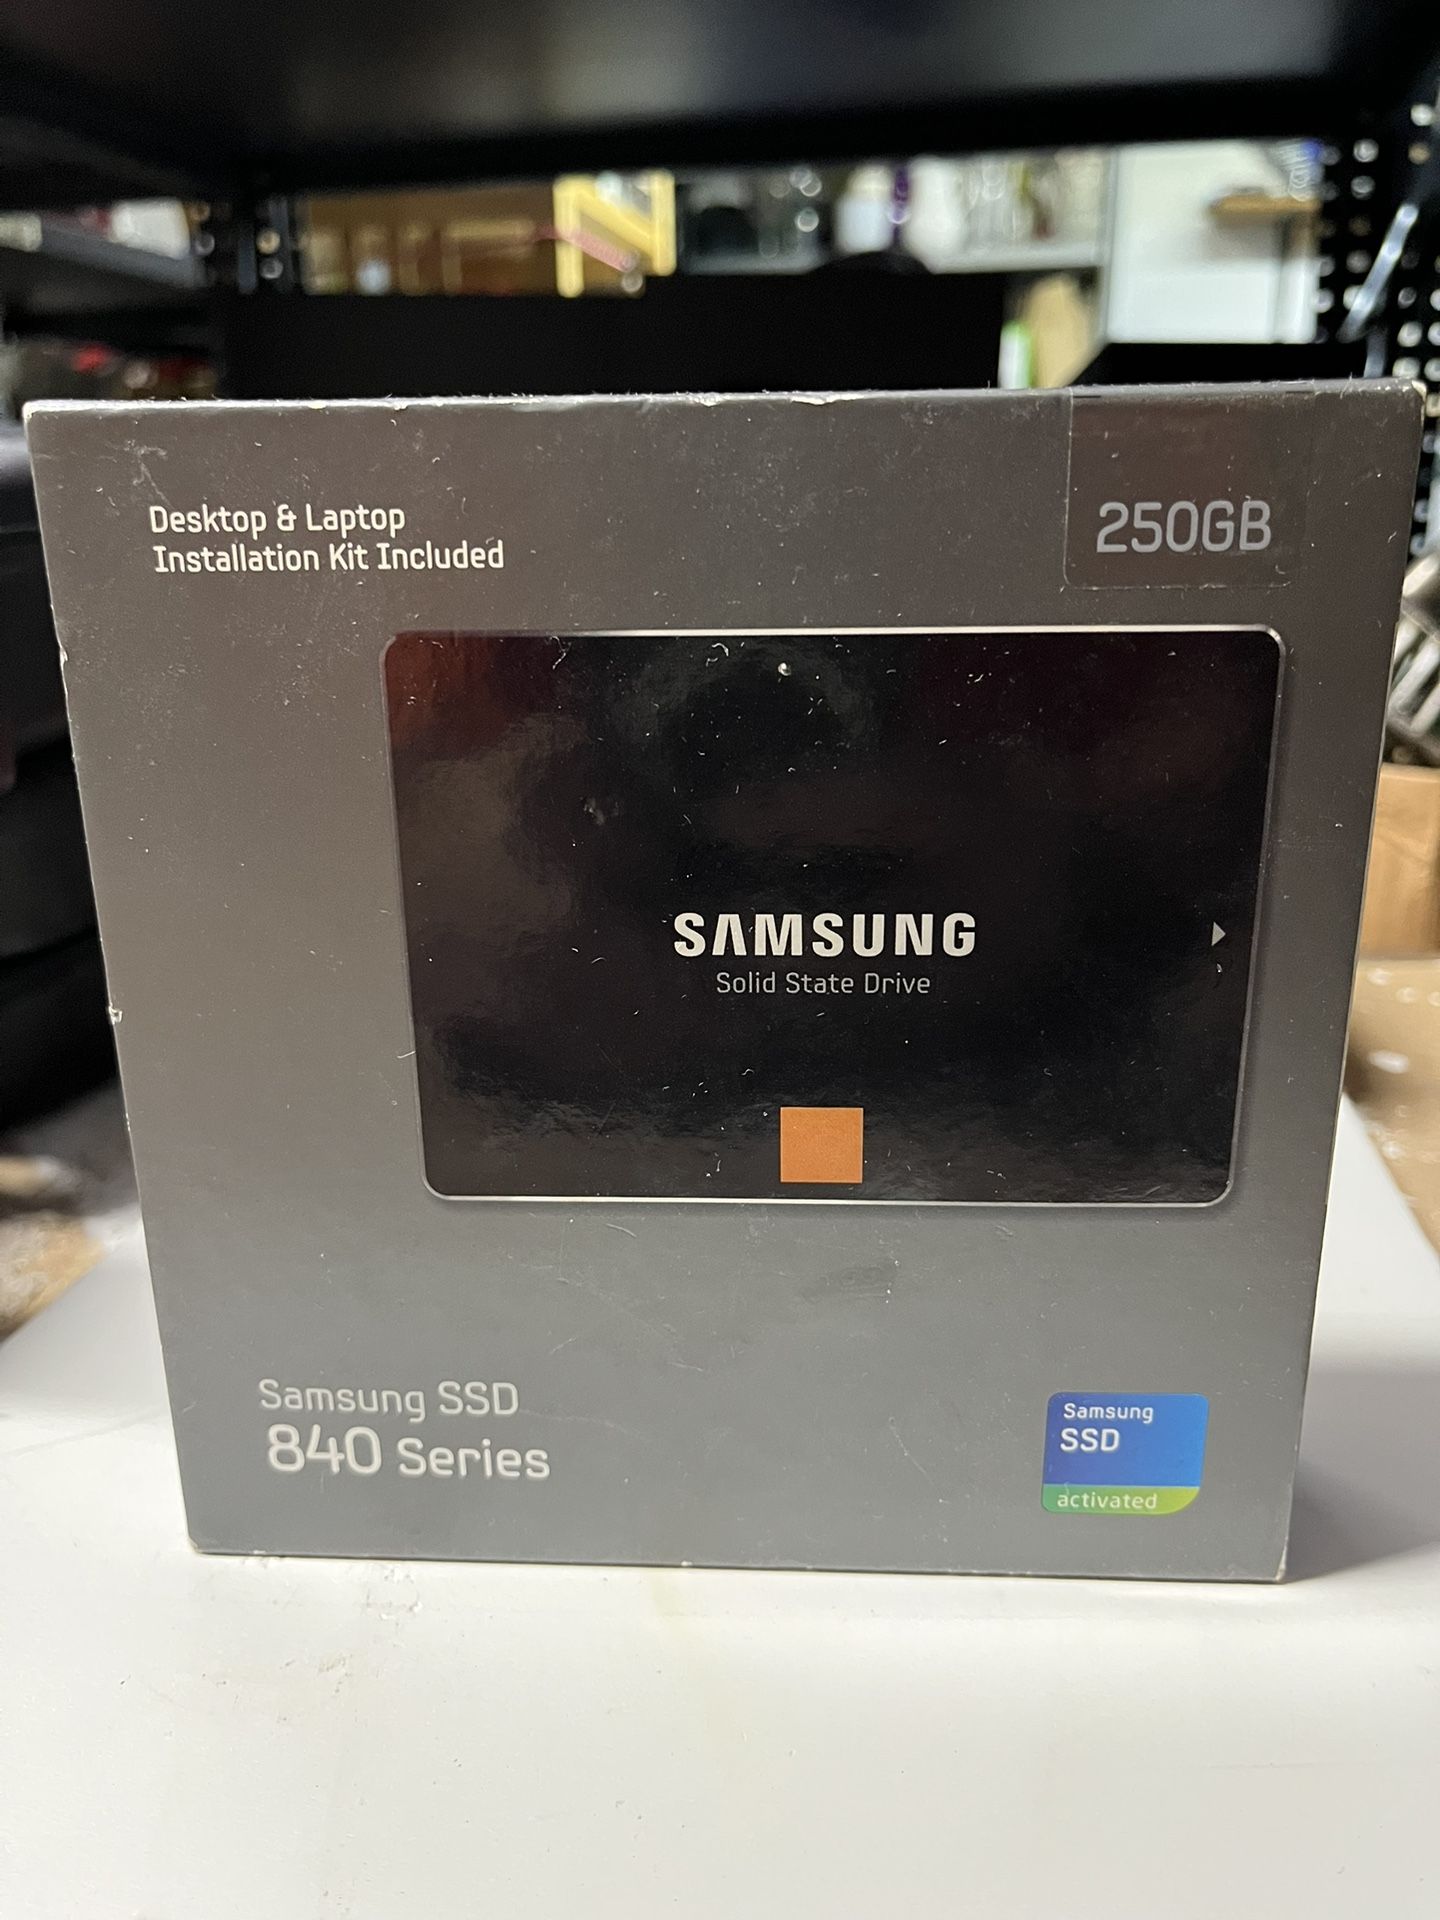 Desktop & Laptop
Installation Kit Included
250GB
SAMSUNG
Solid State Drive
Samsung SSD
840 Series
Samsung
SSD
activated